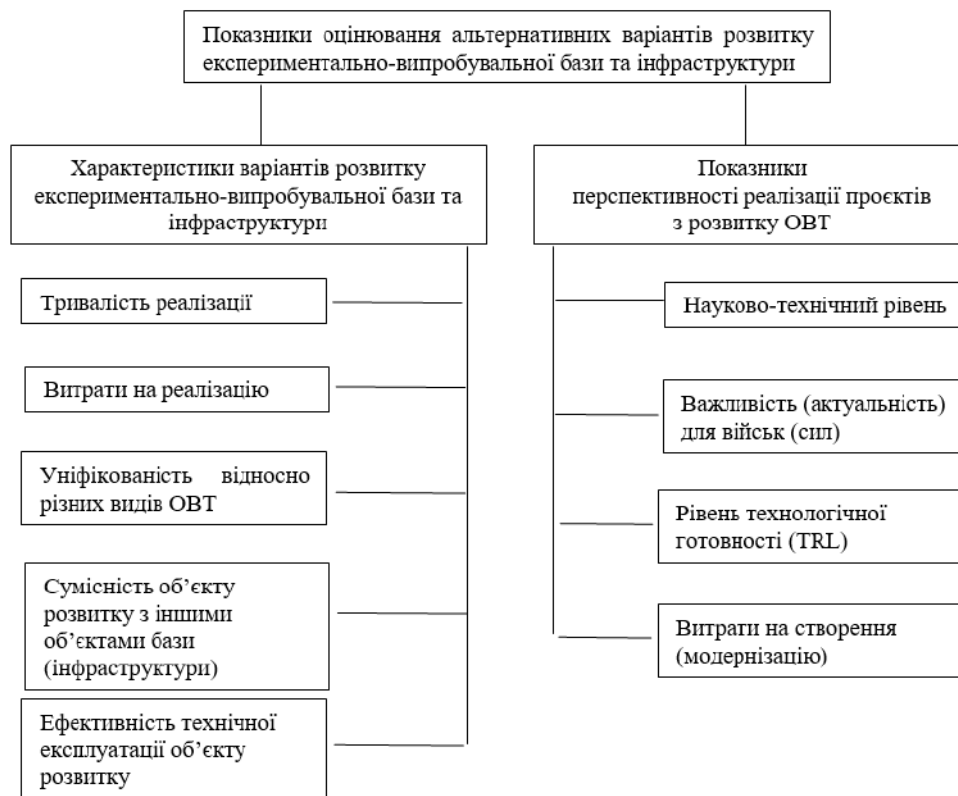 Показники оцінювання альтернативних варіантів розвитку
експериментально-випробувальної бази та інфраструктури
Характеристики варіантів розвитку
експериментально-випробувальної бази та
інфраструктури
Тривалість реалізації
Витрати на реалізацію
Уніфікованість відносно
різних видів ОВТ
Сумісність об’єкту
розвитку з іншими
об’єктами бази
(інфраструктури)
Ефективність технічної
експлуатації об’єкту
розвитку
Показники
перспективності реалізації проєктів
з розвитку ОВТ
Науково-технічний рівень
Важливість (актуальність)
для військ (сил)
Рівень технологічної
готовності (TRL)
Витрати на створення
(модернізацію)